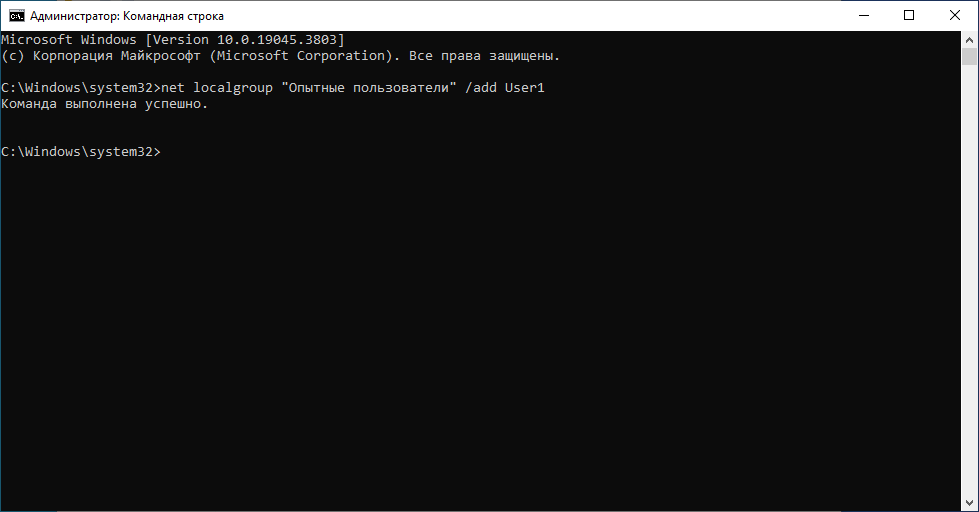 Администратор: Командная строка
Microsoft Windows [Version 10.0.19045.3803]
(c) Корпорация Майкрософт (Microsoft Corporation). Все права защищены.
C:\Windows\system32>net localgroup "Опытные пользователи" /add User1
Команда выполнена успешно.
C:\Windows\system32>